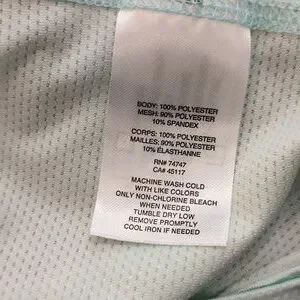 BODY: 100% POLYESTER
MESH: 90% POLYESTER
10% SPANDEX
CORPS: 100% POLYESTER
MAILLES: 90% POLYESTER
10% ÉLASTHANNE
RN# 74747
CA# 45117
MACHINE WASH COLD
WITH LIKE COLORS
ONLY NON-CHLORINE BLEACH
WHEN NEEDED
TUMBLE DRY LOW
REMOVE PROMPTLY
COOL IRON IF NEEDED